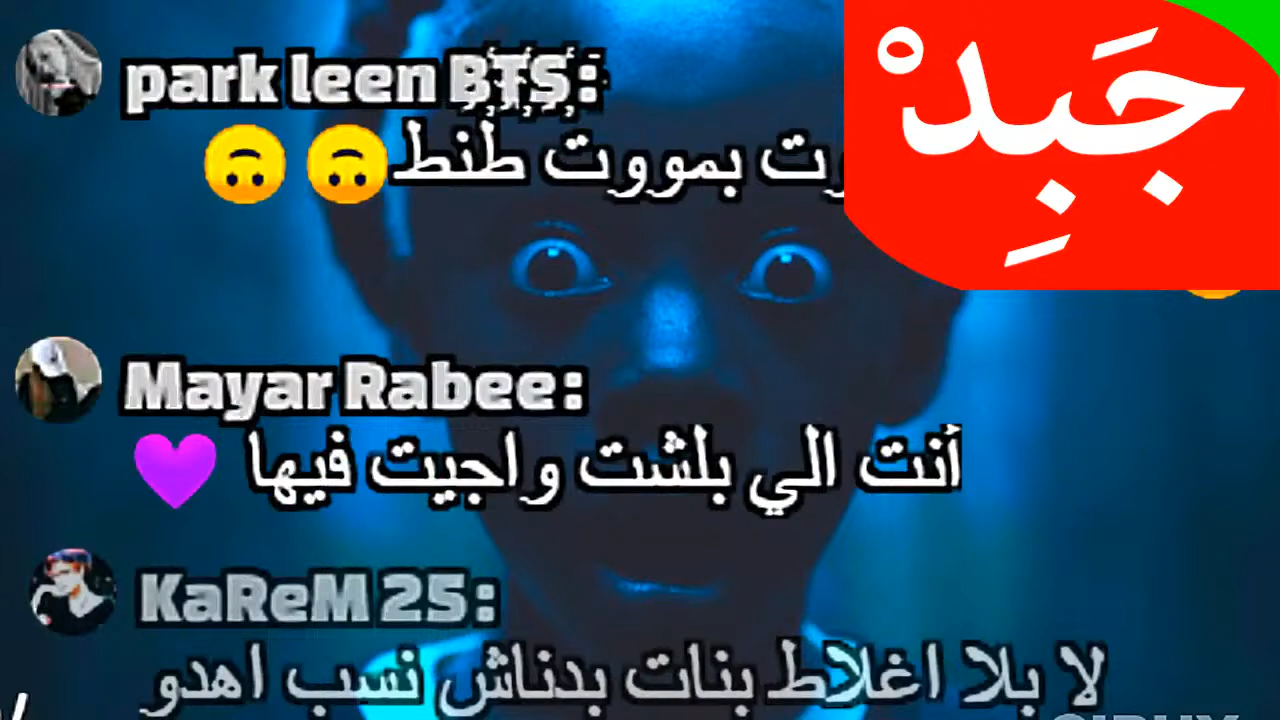 park leen BTS:
جَبِدْ
بمووت طنط 🙃🙃
Mayar Rabee:
أنت الي بلشت واجيت فيها 💜
KaReM 25:
لا بلا اغلاط بنات بدناش نسب اهدو